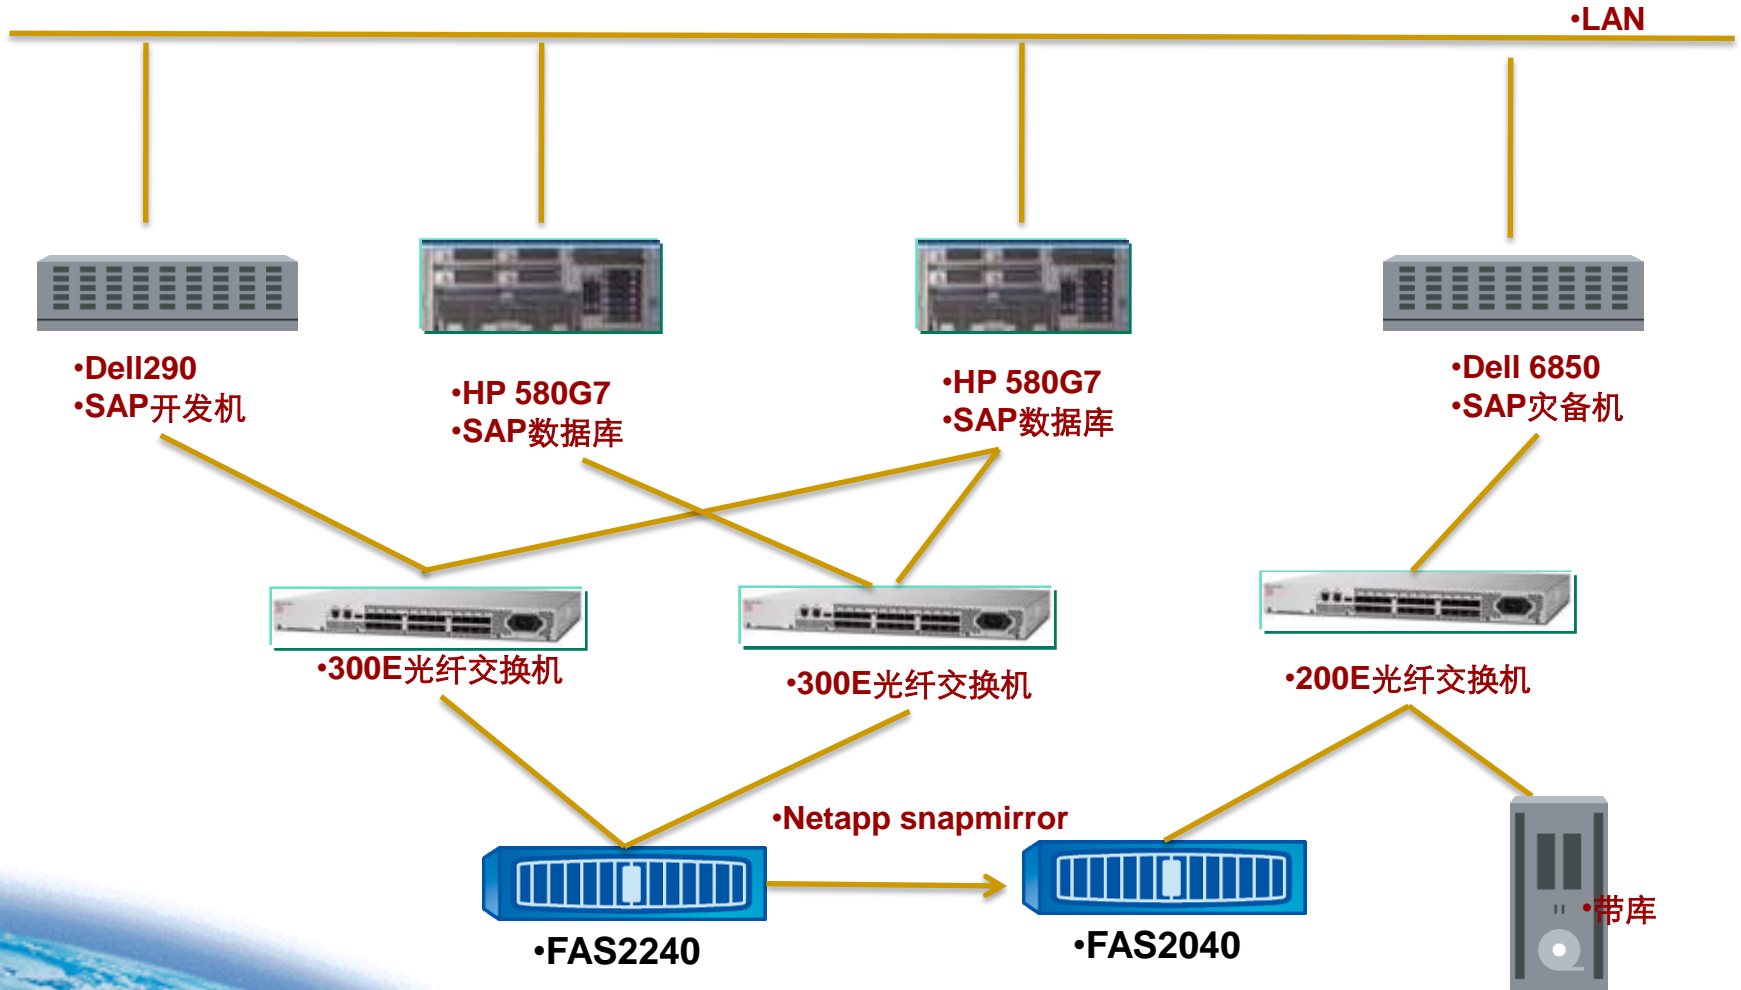 •LAN
•Dell290
•SAP开发机
•HP 580G7
•SAP数据库
•HP 580G7
•SAP数据库
•Dell 6850
•SAP灾备机
•300E光纤交换机
•300E光纤交换机
•200E光纤交换机
•Netapp snapmirror
•FAS2240
•FAS2040
•带库